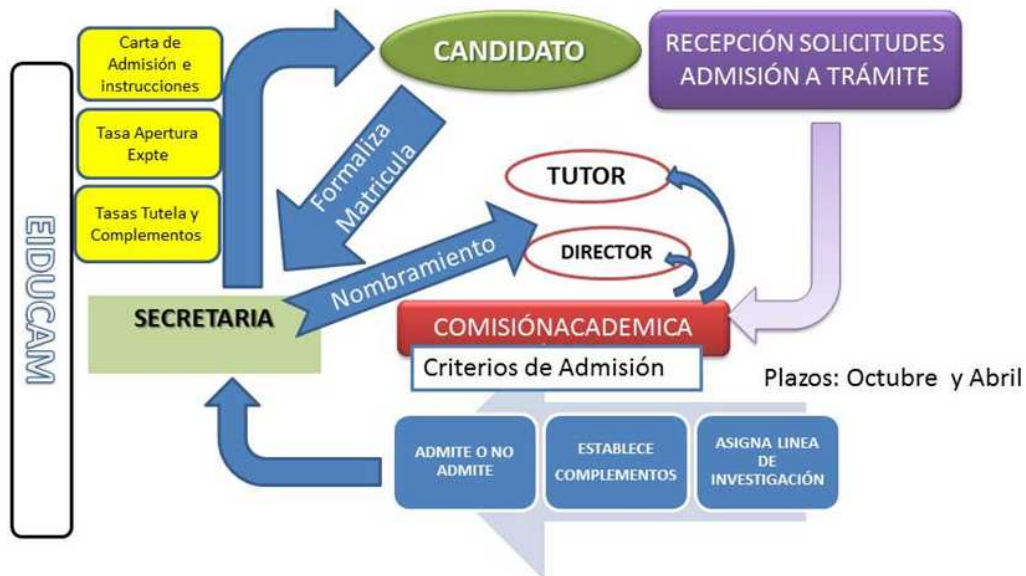 Carta de
Admisión e
instrucciones
Tasa Apertura
Expte
Tasas Tutela y
Complementos
EIDUCAM
CANDIDATO
RECEPCIÓN SOLICITUDES
ADMISIÓN A TRÁMITE
Formaliza
Matricula
TUTOR
DIRECTOR
Nombramiento
SECRETARIA
COMISIÓNACADEMICA
Criterios de Admisión
Plazos: Octubre y Abril
ADMITE O NO
ADMITE
ESTABLECE
COMPLEMENTOS
ASIGNA LINEA
DE
INVESTIGACIÓN